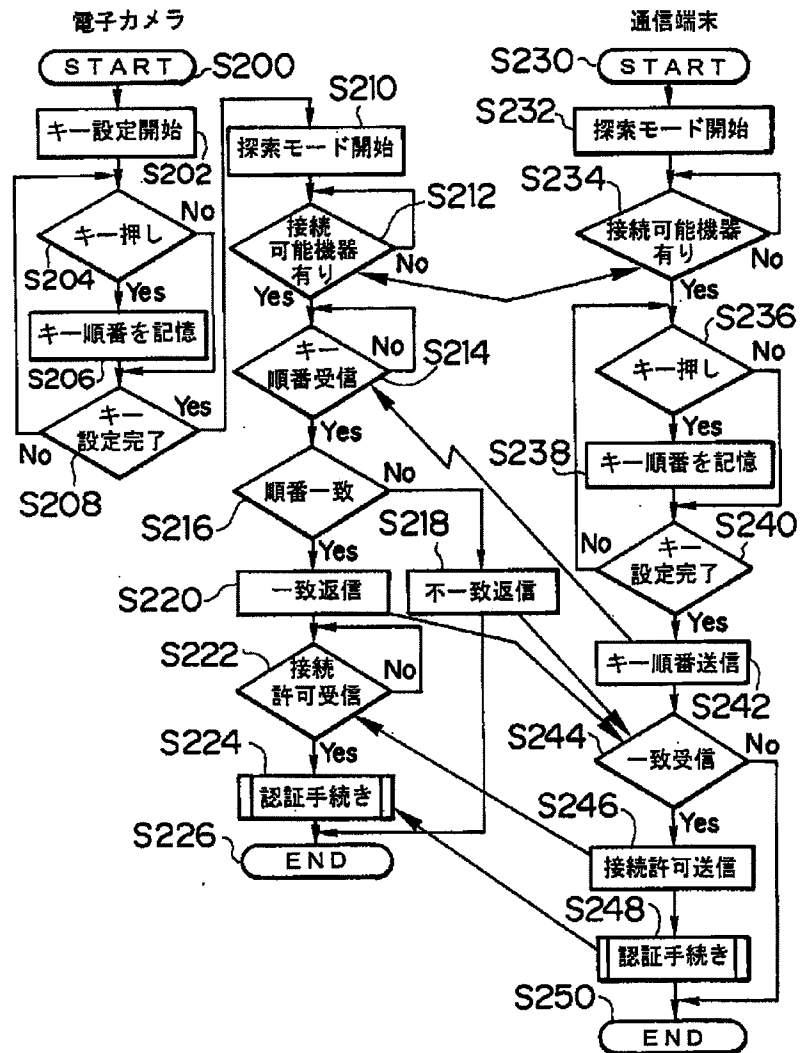 電子カメラ
START
S200
キー設定開始
S202
キー押し
No
S204
Yes
キー順番を記憶
S206
キー
設定完了
Yes
No
S208
S210
探索モード開始
接続
可能機器
有り
S212
No
Yes
キー
順番受信
No
S214
Yes
順番一致
No
S216
Yes
S218
不一致返信
S220
一致返信
S222
接続
許可受信
No
Yes
S224
認証手続き
S226
END
通信端末
S230
START
S232
探索モード開始
S234
接続可能機器
有り
No
Yes
S236
キー押し
No
Yes
S238
キー順番を記憶
S240
キー
設定完了
No
Yes
キー順番送信
S242
S244
一致受信
No
Yes
S246
接続許可送信
S248
認証手続き
S250
END